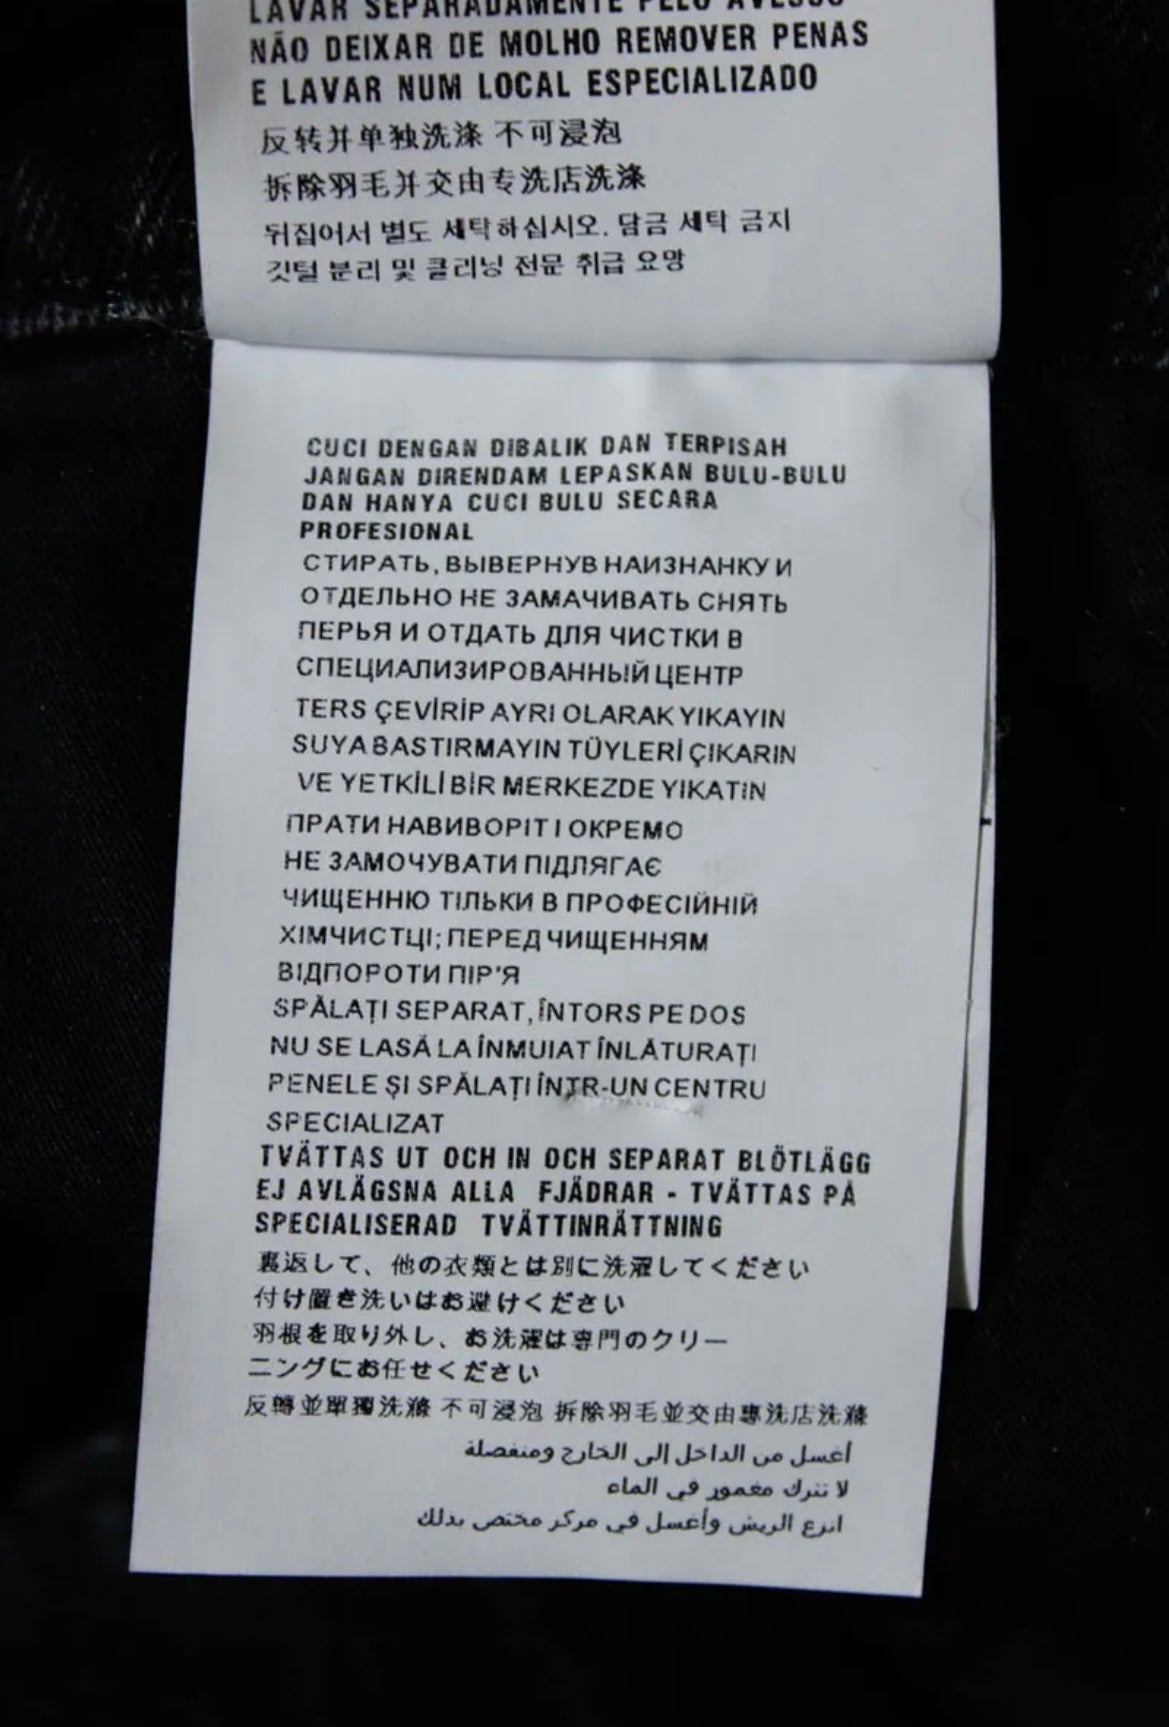 LAVAR SEPARADAMENTE PELO AVESSO
NÃO DEIXAR DE MOLHO REMOVER PENAS
E LAVAR NUM LOCAL ESPECIALIZADO
反转并单独洗涤 不可浸泡
拆除羽毛并交由专洗店洗涤
뒤집어서 별도 세탁하십시오. 담금 세탁 금지
깃털 분리 및 클리닝 전문 취급 요망
CUCI DENGAN DIBALIK DAN TERPISAH
JANGAN DIRENDAM LEPASKAN BULU-BULU
DAN HANYA CUCI BULU SECARA
PROFESIONAL
СТИРАТЬ, ВЫВЕРНУВ НАИЗНАНКУ И
ОТДЕЛЬНО НЕ ЗАМАЧИВАТЬ СНЯТЬ
ПЕРЬЯ И ОТДАТЬ ДЛЯ ЧИСТКИ В
СПЕЦИАЛИЗИРОВАННЫЙ ЦЕНТР
TERS ÇEVİRİP AYRI OLARAK YIKAYIN
SUYA BASTIRMAYIN TÜYLERİ ÇIKARIN
VE YETKİLİ BİR MERKEZDE YIKATIN
ПРАТИ НАВИВОРІТ І ОКРЕМО
НЕ ЗАМОЧУВАТИ ПІДЛЯГАЄ
ЧИЩЕННЮ ТІЛЬКИ В ПРОФЕСІЙНІЙ
ХІМЧИСТЦІ; ПЕРЕД ЧИЩЕННЯМ
ВІДПОРОТИ ПІР'Я
SPĂLAȚI SEPARAT, ÎNTORS PE DOS
NU SE LASĂ LA ÎNMUIAT ÎNLĂTURAȚI
PENELE ȘI SPĂLAȚI ÎNTR-UN CENTRU
SPECIALIZAT
TVÄTTAS UT OCH IN OCH SEPARAT BLÖTLÄGG
EJ AVLÄGSNA ALLA FJÄDRAR - TVÄTTAS PÅ
SPECIALISERAD TVÄTTINRÄTTNING
裏返して、他の衣類とは別に洗濯してください
付け置き洗いはお避けください
羽根を取り外し、お洗濯は専門のクリー
ニングにお任せください
反轉並單獨洗滌 不可浸泡 拆除羽毛並交由專洗店洗滌
أغسل من الداخل إلى الخارج ومنفصلة
لا تترك مغمور في الماء
انزع الريش وأغسل في مركز مختص بذلك